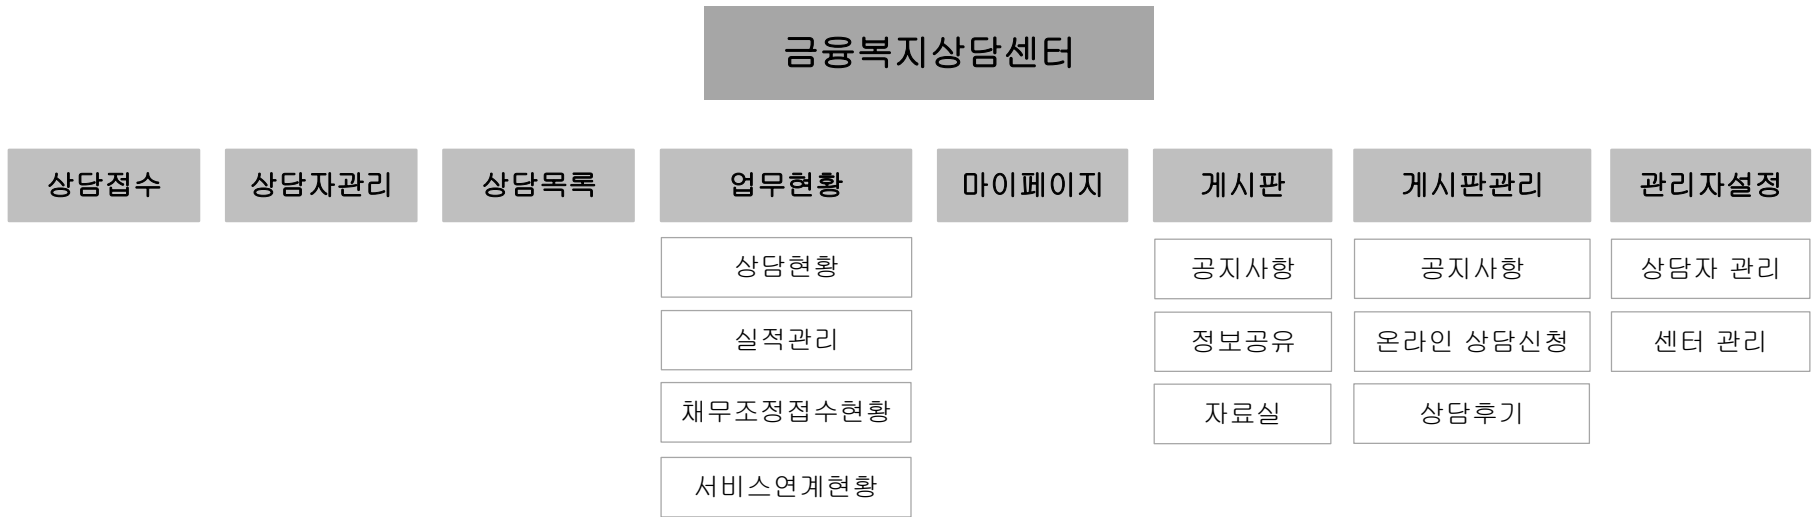 금융복지상담센터
상담접수 상담자관리 상담목록 업무현황 마이페이지 게시판 게시판관리 관리자설정
상담현황 공지사항 공지사항 상담자 관리
실적관리 정보공유 온라인 상담신청 센터 관리
채무조정접수현황 자료실 상담후기
서비스연계현황